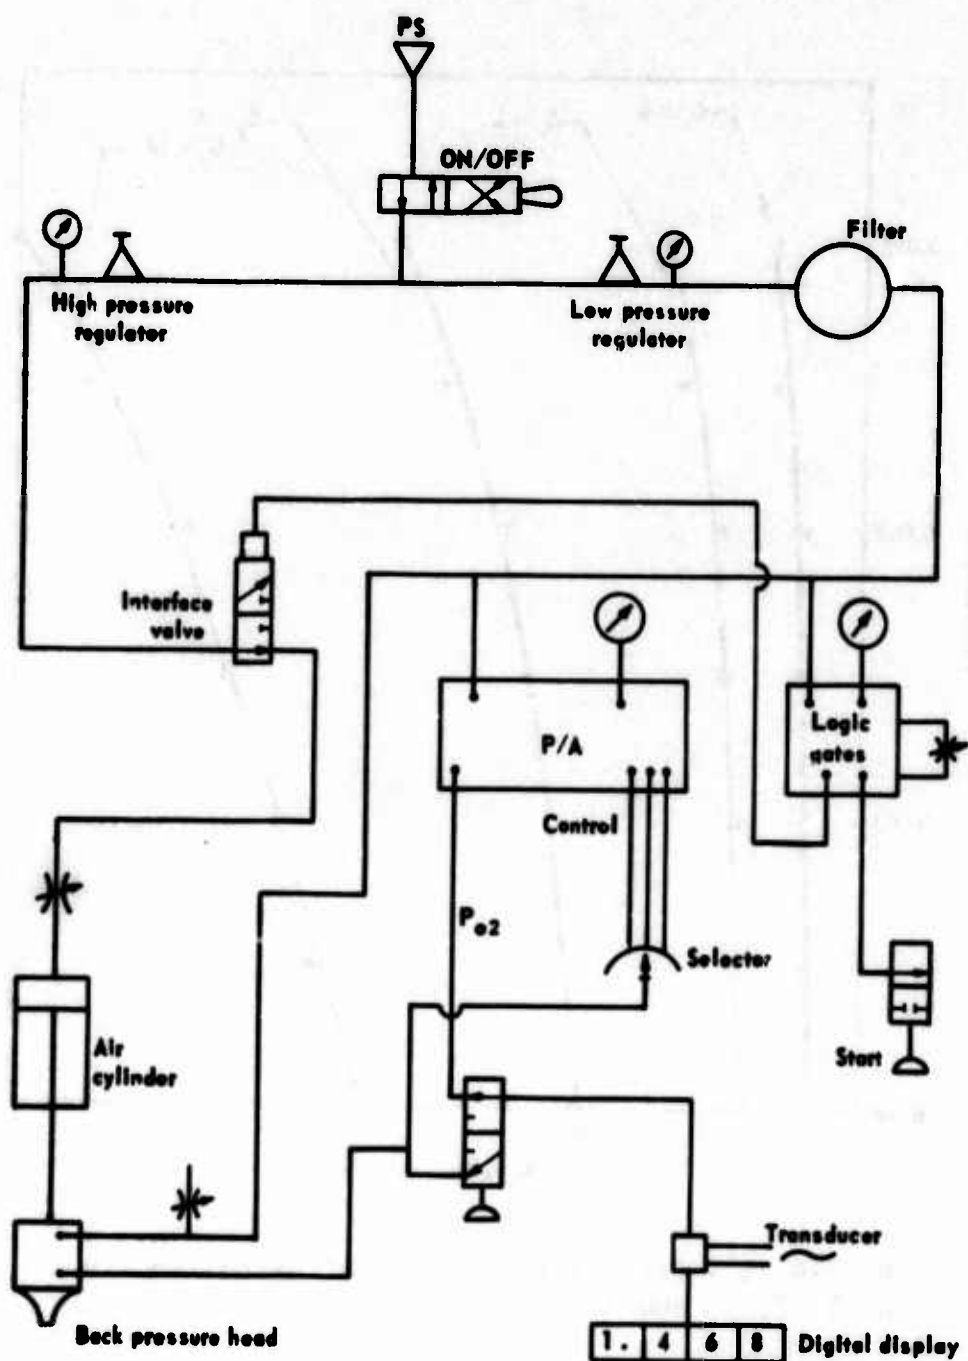 PS
ON/OFF
Filter
High pressure
regulator
Low pressure
regulator
Interface
valve
P/A
Logic
gates
Control
Po2
Selector
Start
Air
cylinder
Transducer
Back pressure head
1. 4 6 8 Digital display